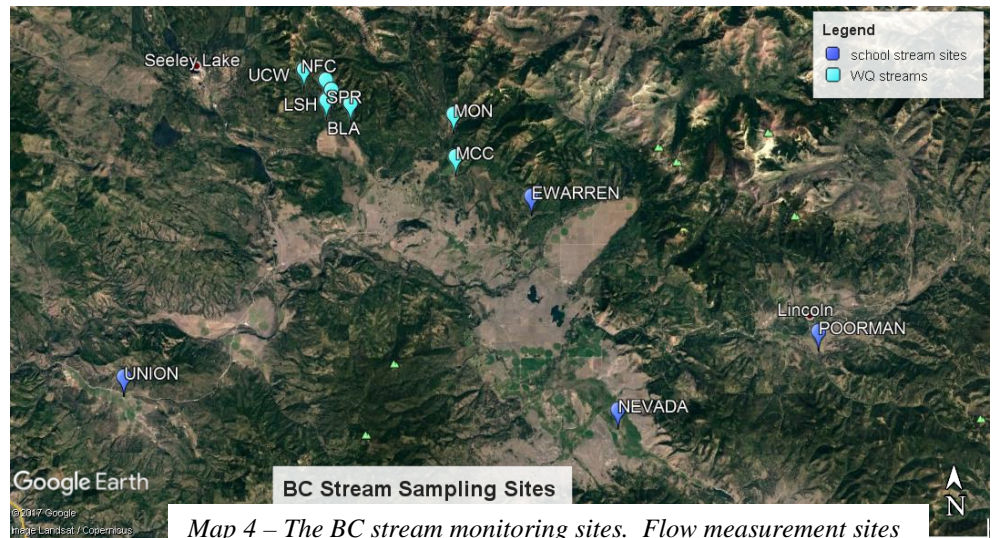 Legend
school stream sites
WQ streams
Seeley Lake
NFC
UCW
LSH
SPR
BLA
MON
MCC
EWARREN
Lincoln
POORMAN
UNION
NEVADA
Google Earth
BC Stream Sampling Sites
N
© 2017 Google
mage Landsat / Copernicus
Map 4 – The BC stream monitoring sites. Flow measurement sites